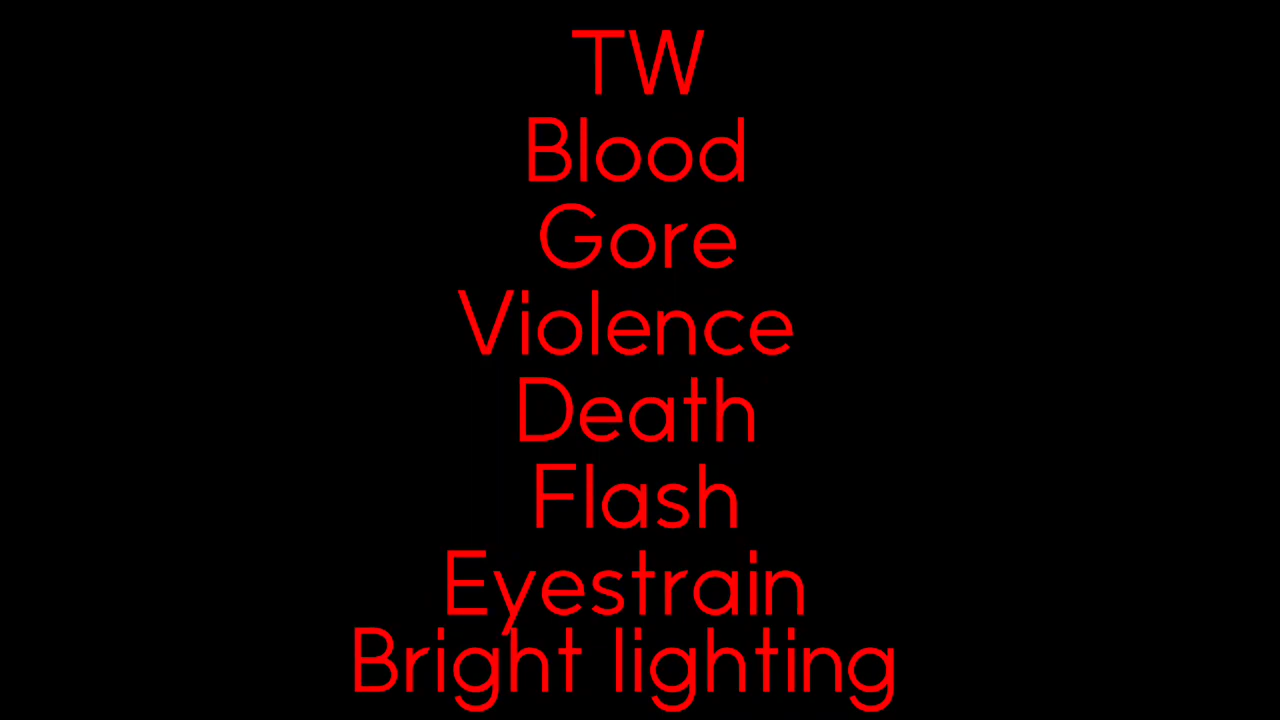 TW
Blood
Gore
Violence
Death
Flash
Eyestrain
Bright lighting